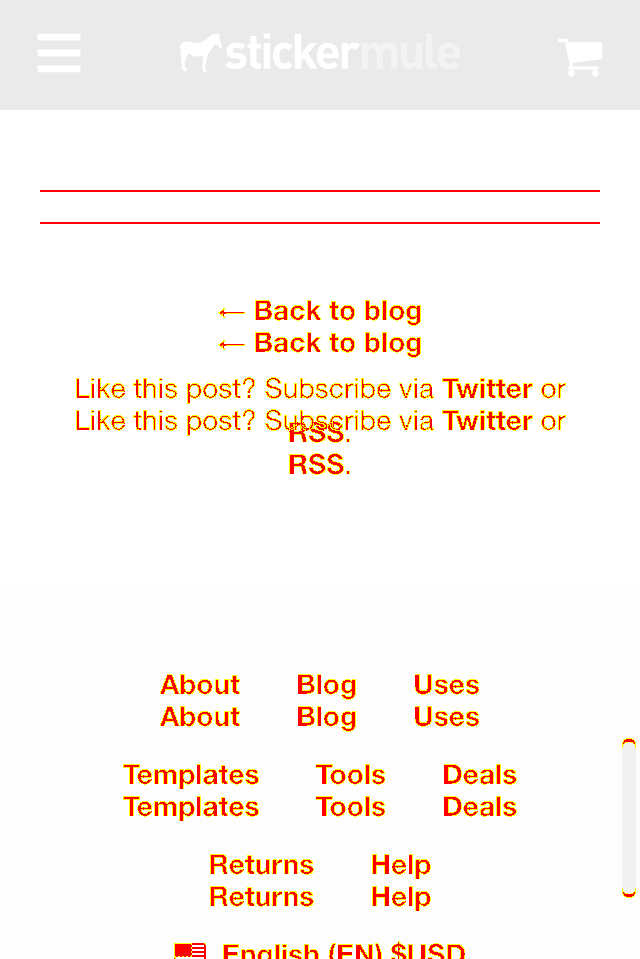 stickermule
← Back to blog
← Back to blog
Like this post? Subscribe via Twitter or
Like this post? Subscribe via Twitter or
RSS.
RSS.
About Blog Uses
About Blog Uses
Templates Tools Deals
Templates Tools Deals
Returns Help
Returns Help
English (EN) $USD